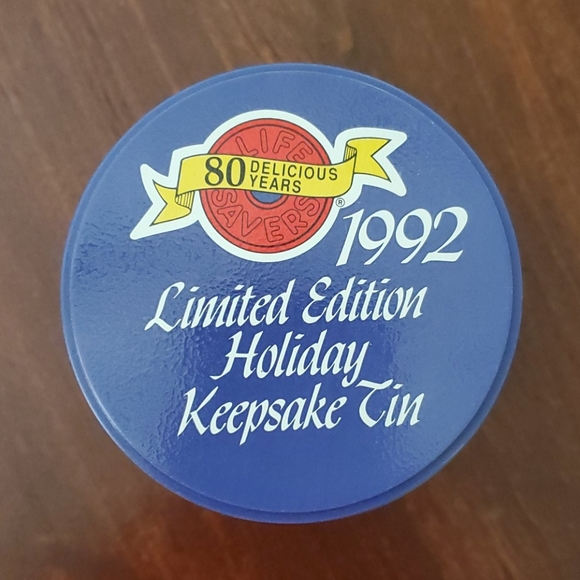 LIFE
80 DELICIOUS
YEARS
SAVERS®
1992
Limited Edition
Holiday
Keepsake Tin